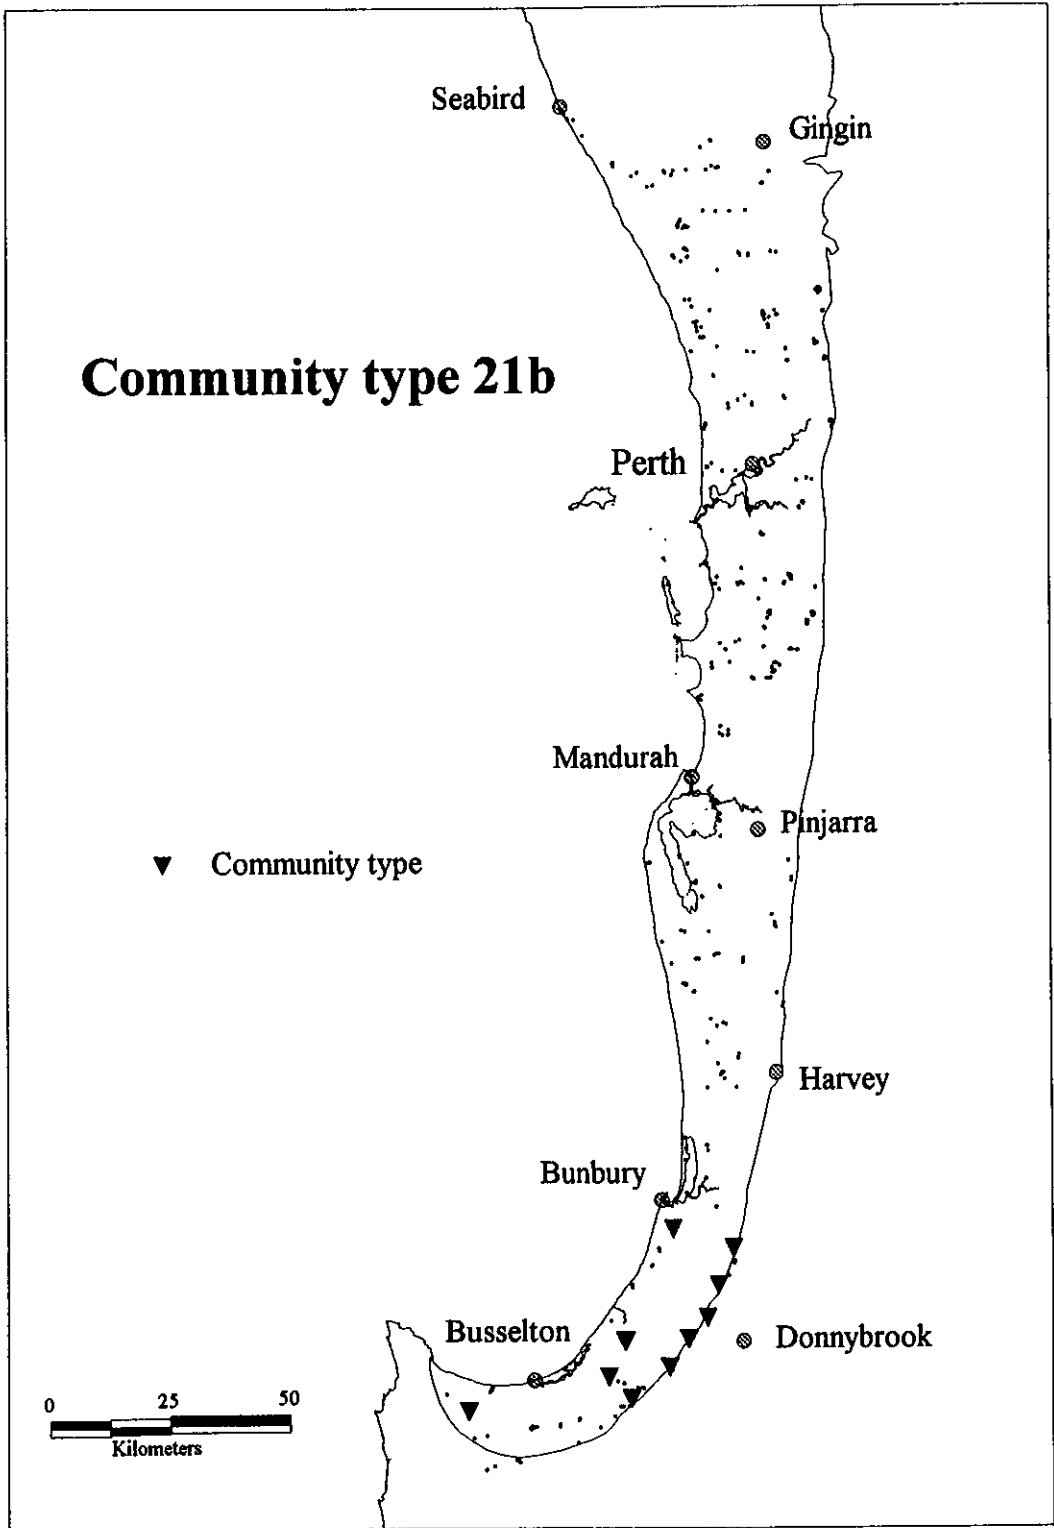 Seabird
Gingin
Community type 21b
Perth
Mandurah
Pinjarra
Community type
Harvey
Bunbury
Busselton
Donnybrook
0 25 50
Kilometers